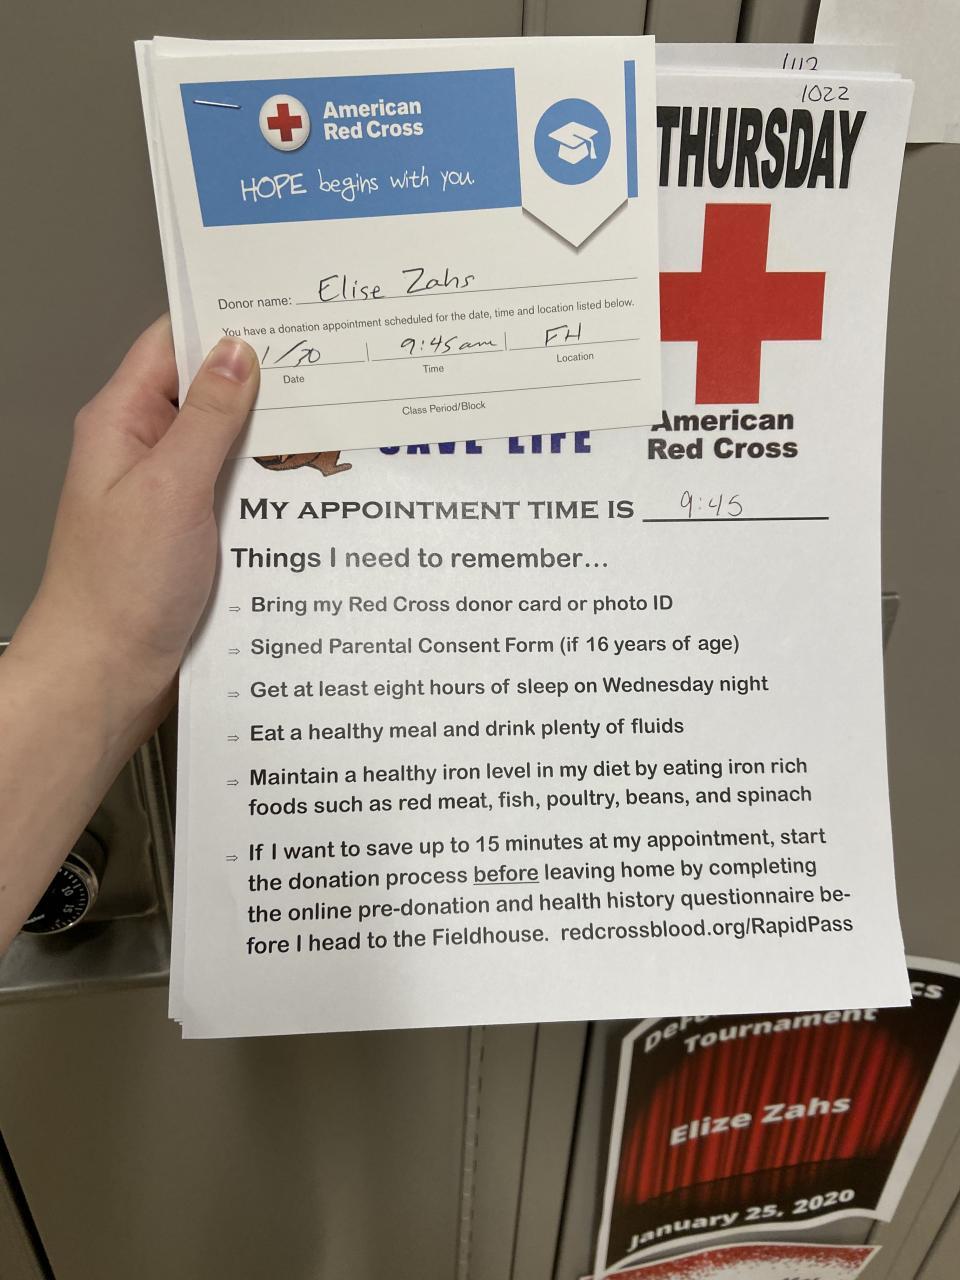 1112
1022
THURSDAY
American
Red Cross
HOPE begins with you.
Donor name: Elise Zahs
You have a donation appointment scheduled for the date, time and location listed below.
1/30 9:45am FH
Date Time Location
Class Period/Block
SAVE LIFE
American
Red Cross
MY APPOINTMENT TIME IS 9:45
Things I need to remember...
⇒ Bring my Red Cross donor card or photo ID
⇒ Signed Parental Consent Form (if 16 years of age)
⇒ Get at least eight hours of sleep on Wednesday night
⇒ Eat a healthy meal and drink plenty of fluids
⇒ Maintain a healthy iron level in my diet by eating iron rich
foods such as red meat, fish, poultry, beans, and spinach
⇒ If I want to save up to 15 minutes at my appointment, start
the donation process before leaving home by completing
the online pre-donation and health history questionnaire be-
fore I head to the Fieldhouse. redcrossblood.org/RapidPass
10
15
Tournament
Elize Zahs
January 25, 2020